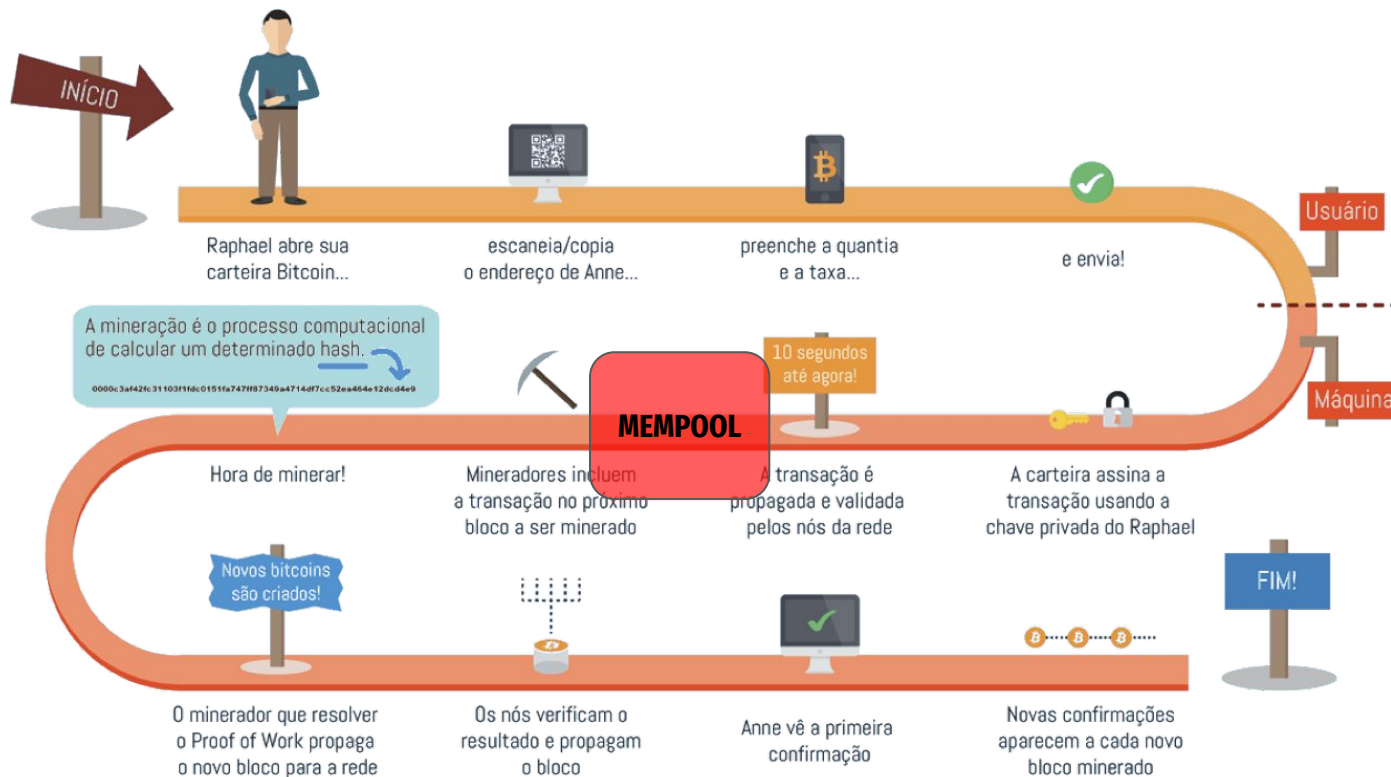 INÍCIO
Raphael abre sua
carteira Bitcoin...
escaneia/copia
o endereço de Anne...
preenche a quantia
e a taxa...
e envia!
Usuário
Máquina
A carteira assina a
transação usando a
chave privada do Raphael
10 segundos
até agora!
A transação é
propagada e validada
pelos nós da rede
MEMPOOL
Mineradores incluem
a transação no próximo
bloco a ser minerado
A mineração é o processo computacional
de calcular um determinado hash.
0000c3af42fc31103f1fdc0151fa747ff87349a4714df7cc52ea464e12dcd4e9
Hora de minerar!
Novos bitcoins
são criados!
O minerador que resolver
o Proof of Work propaga
o novo bloco para a rede
Os nós verificam o
resultado e propagam
o bloco
Anne vê a primeira
confirmação
Novas confirmações
aparecem a cada novo
bloco minerado
FIM!